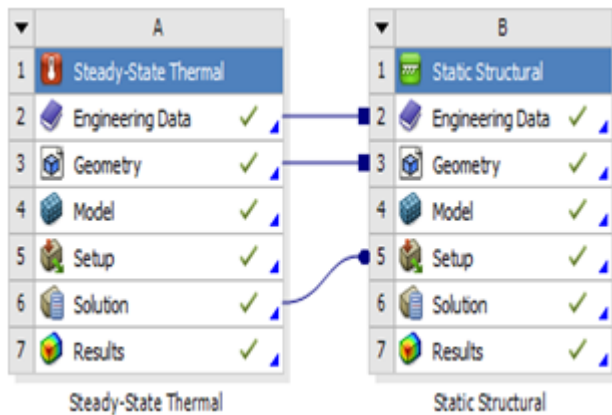 A
1 Steady-State Thermal
2 Engineering Data
3 Geometry
4 Model
5 Setup
6 Solution
7 Results
Steady-State Thermal
B
1 Static Structural
2 Engineering Data
3 Geometry
4 Model
5 Setup
6 Solution
7 Results
Static Structural